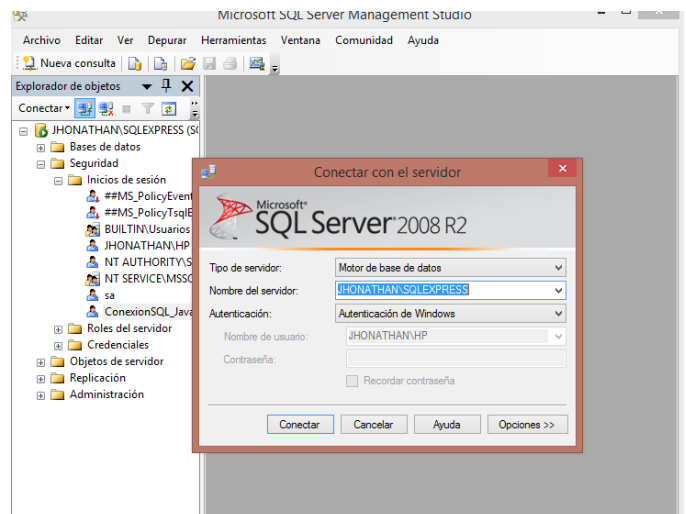 Microsoft SQL Server Management Studio
Archivo Editar Ver Depurar Herramientas Ventana Comunidad Ayuda
Nueva consulta
Explorador de objetos
Conectar
JHONATHAN\SQLEXPRESS (SQ
Bases de datos
Seguridad
Inicios de sesión
##MS_PolicyEvent
##MS_PolicyTsqlE
BUILTIN\Usuarios
JHONATHAN\HP
NT AUTHORITY\S
NT SERVICE\MSSQ
sa
ConexionSQL_Java
Roles del servidor
Credenciales
Objetos de servidor
Replicación
Administración
Conectar con el servidor
Microsoft®
SQL Server® 2008 R2
Tipo de servidor: Motor de base de datos
Nombre del servidor: JHONATHAN\SQLEXPRESS
Autenticación: Autenticación de Windows
Nombre de usuario: JHONATHAN\HP
Contraseña:
Recordar contraseña
Conectar Cancelar Ayuda Opciones >>